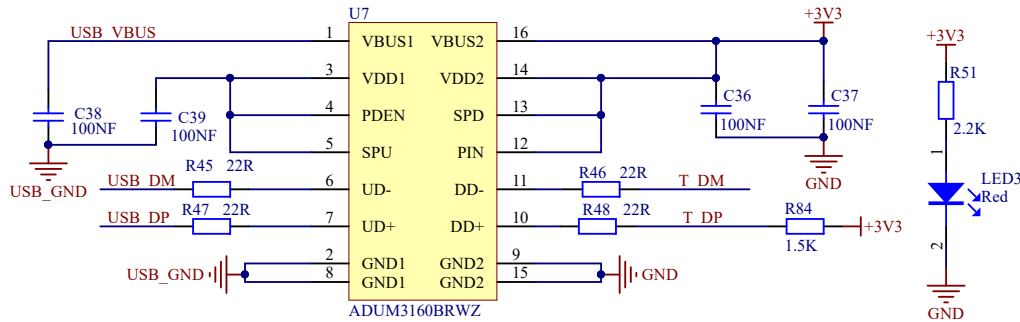 U7
+3V3
USB_VBUS
1
VBUS1
VBUS2
16
+3V3
3
VDD1
VDD2
14
R51
C38
100NF
C39
100NF
4
PDEN
SPD
13
C36
100NF
C37
100NF
2.2K
5
SPU
PIN
12
1
USB_GND
R45 22R
R46 22R
GND
USB_DM
6
UD-
DD-
11
T_DM
LED3
Red
R47 22R
R48 22R
R84
USB_DP
7
UD+
DD+
10
T_DP
1.5K
+3V3
2
2
GND1
GND2
9
USB_GND
8
GND1
GND2
15
GND
ADUM3160BRWZ
GND